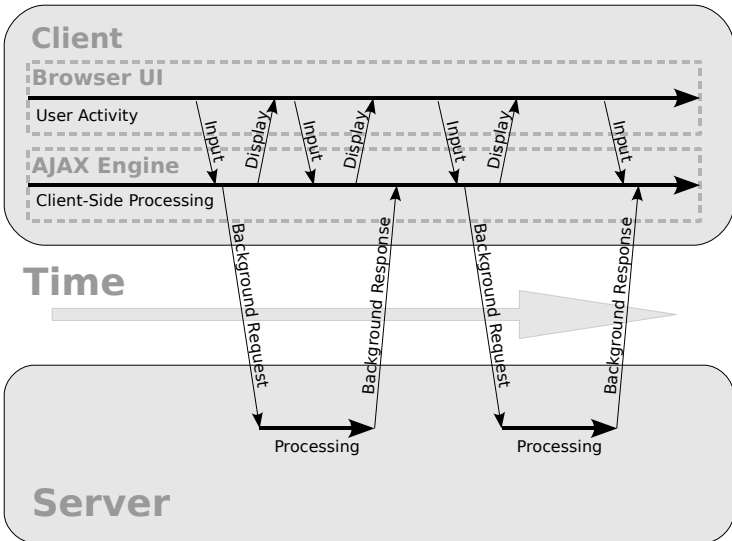 Client
Browser UI
User Activity
Input
Display
Input
Display
Input
Display
Input
AJAX Engine
Client-Side Processing
Background Request
Background Response
Background Request
Background Response
Time
Processing
Processing
Server